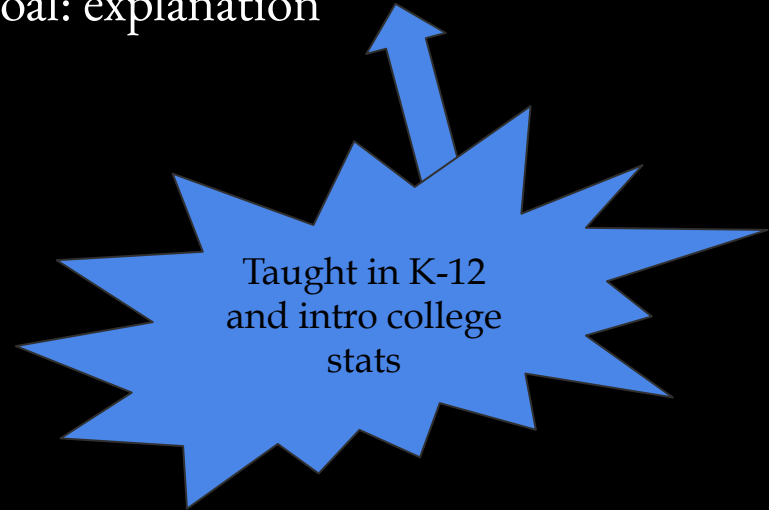 oal: explanation
Taught in K-12
and intro college
stats